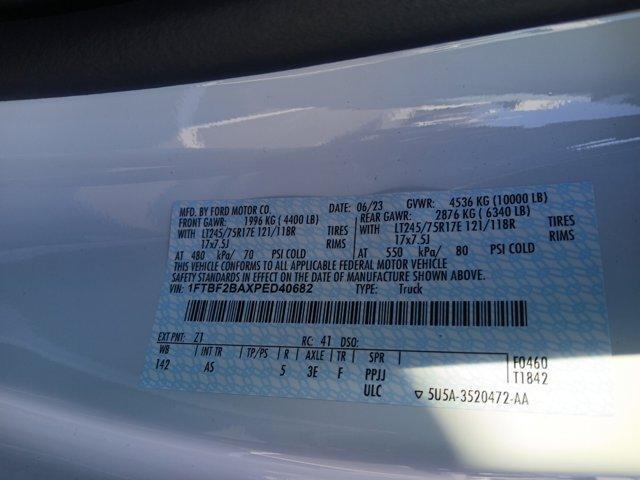 MFD. BY FORD MOTOR CO. DATE: 06/23 GVWR: 4536 KG (10000 LB)
FRONT GAWR: 1996 KG (4400 LB) REAR GAWR: 2876 KG (6340 LB)
WITH LT245/75R17E 121/118R TIRES WITH LT245/75R17E 121/118R TIRES
17x7.5J RIMS 17x7.5J RIMS
AT 480 kPa/ 70 PSI COLD AT 550 kPa/ 80 PSI COLD
THIS VEHICLE CONFORMS TO ALL APPLICABLE FEDERAL MOTOR VEHICLE
SAFETY STANDARDS IN EFFECT ON THE DATE OF MANUFACTURE SHOWN ABOVE.
VIN: 1FTBF2BAXPED40682 TYPE: Truck
EXT PNT: Z1 RC: 41 DSO:
WB INT TR TP/PS R AXLE TR SPR F0460
142 AS 5 3E F PPJJ T1842
ULC 5U5A-3520472-AA